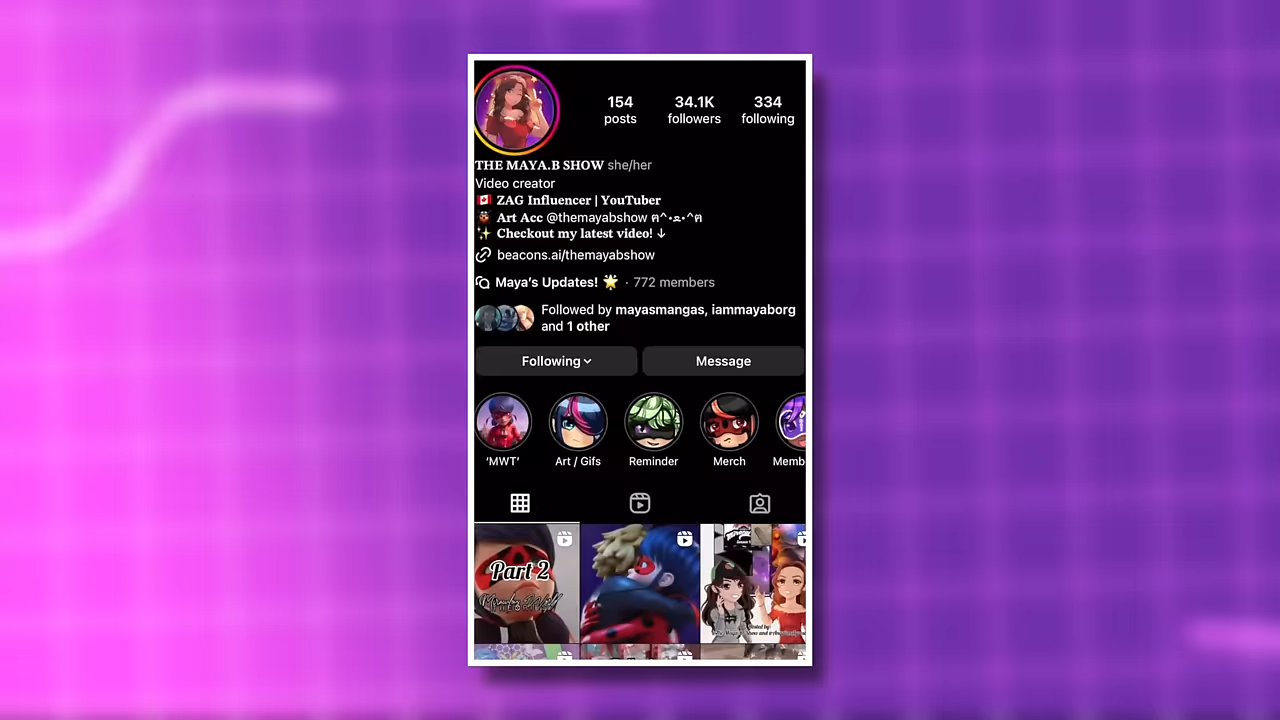 154 34.1K 334
posts followers following
THE MAYA.B SHOW she/her
Video creator
🇨🇦 ZAG Influencer | YouTuber
Art Acc @themayabshow ฅ^•ﻌ•^ฅ
✨ Checkout my latest video! ↓
beacons.ai/themayabshow
Maya's Updates! 🌟 · 772 members
Followed by mayasmangas, iammayaborg
and 1 other
Following Message
'MWT' Art / Gifs Reminder Merch Memb
Part 2